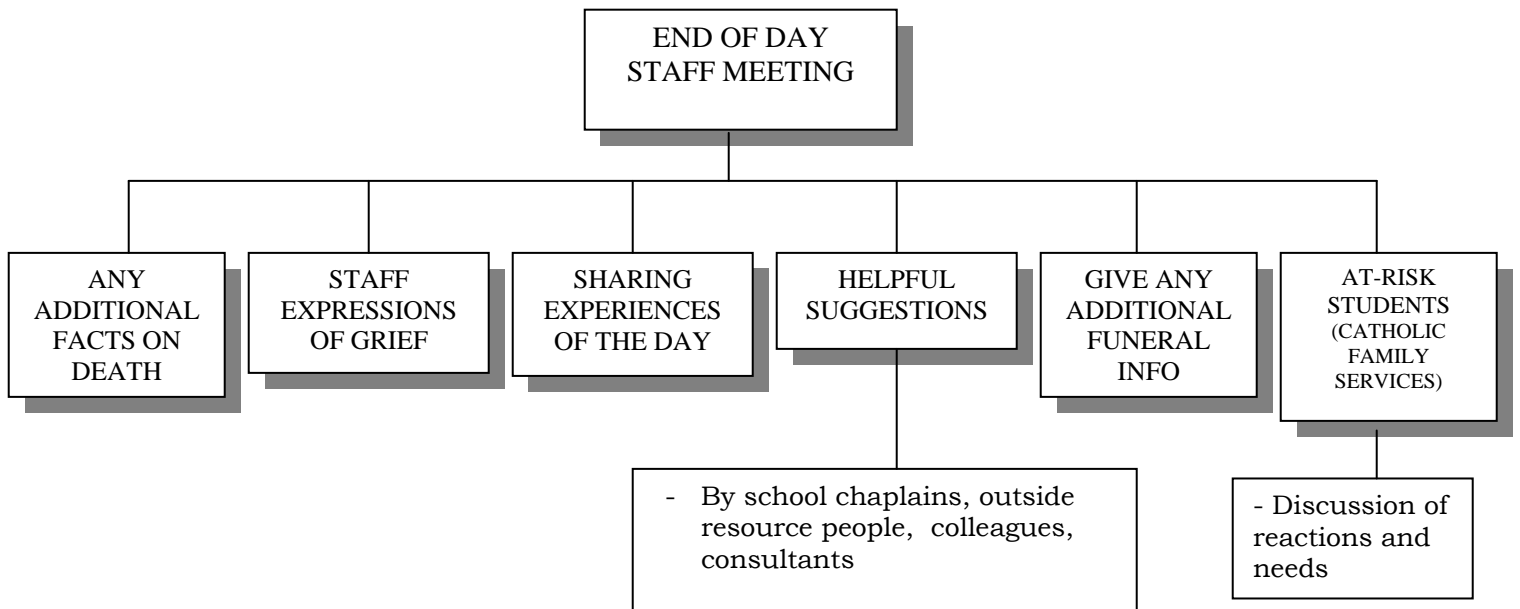 END OF DAY
STAFF MEETING
ANY
ADDITIONAL
FACTS ON
DEATH
STAFF
EXPRESSIONS
OF GRIEF
SHARING
EXPERIENCES
OF THE DAY
HELPFUL
SUGGESTIONS
GIVE ANY
ADDITIONAL
FUNERAL
INFO
AT-RISK
STUDENTS
(CATHOLIC
FAMILY
SERVICES)
- By school chaplains, outside
resource people, colleagues,
consultants
- Discussion of
reactions and
needs